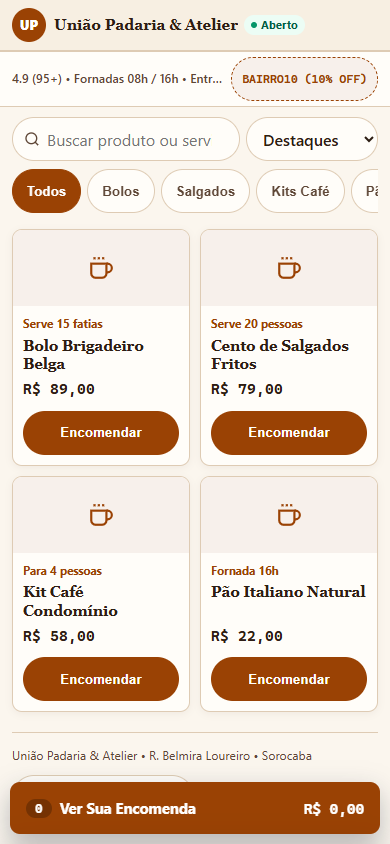 UP União Padaria & Atelier Aberto
4.9 (95+) • Fornadas 08h / 16h • Entr... BAIRRO10 (10% OFF)
Buscar produto ou serv Destaques
Todos Bolos Salgados Kits Café Pã
Serve 15 fatias
Bolo Brigadeiro
Belga
R$ 89,00
Encomendar
Serve 20 pessoas
Cento de Salgados
Fritos
R$ 79,00
Encomendar
Para 4 pessoas
Kit Café
Condomínio
R$ 58,00
Encomendar
Fornada 16h
Pão Italiano Natural
R$ 22,00
Encomendar
União Padaria & Atelier • R. Belmira Loureiro • Sorocaba
0 Ver Sua Encomenda R$ 0,00